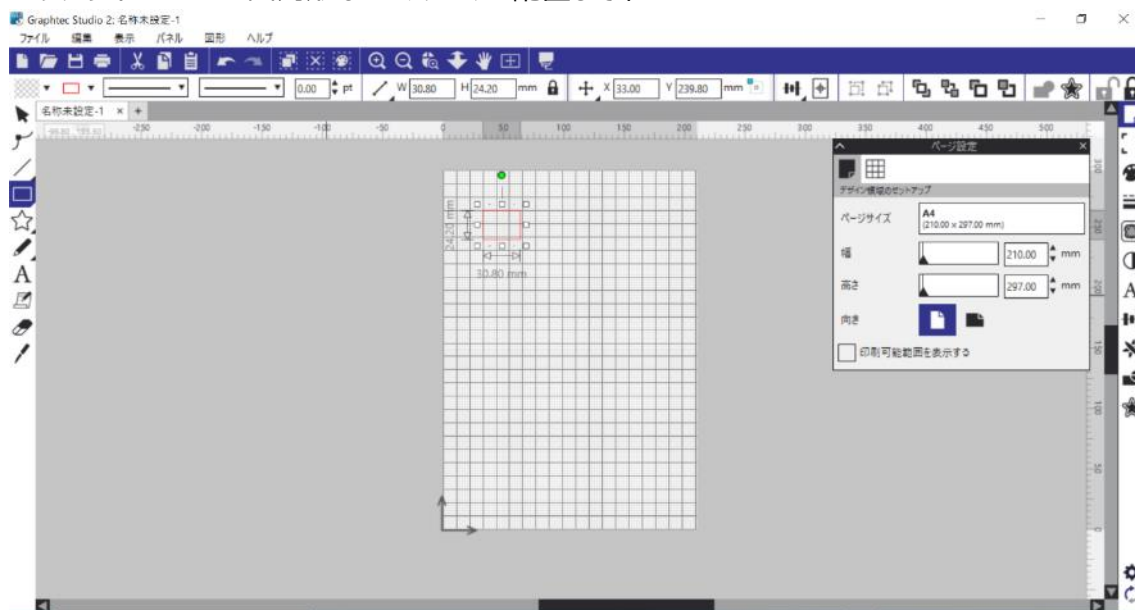 Graphtec Studio 2: 名称未設定-1
ファイル 編集 表示 パネル 図形 ヘルプ
0.00 pt W 30.80 H 24.20 mm X 33.00 Y 239.80 mm
名称未設定-1 × +
-250 -200 -150 -100 -50 0 50 100 150 200 250 300 350 400 450 500
ページ設定
デザイン領域のセットアップ
ページサイズ A4
(210.00 x 297.00 mm)
幅 210.00 mm
高さ 297.00 mm
向き
印刷可能範囲を表示する
24.20 mm
30.80 mm
300
250
200
150
100
50
0